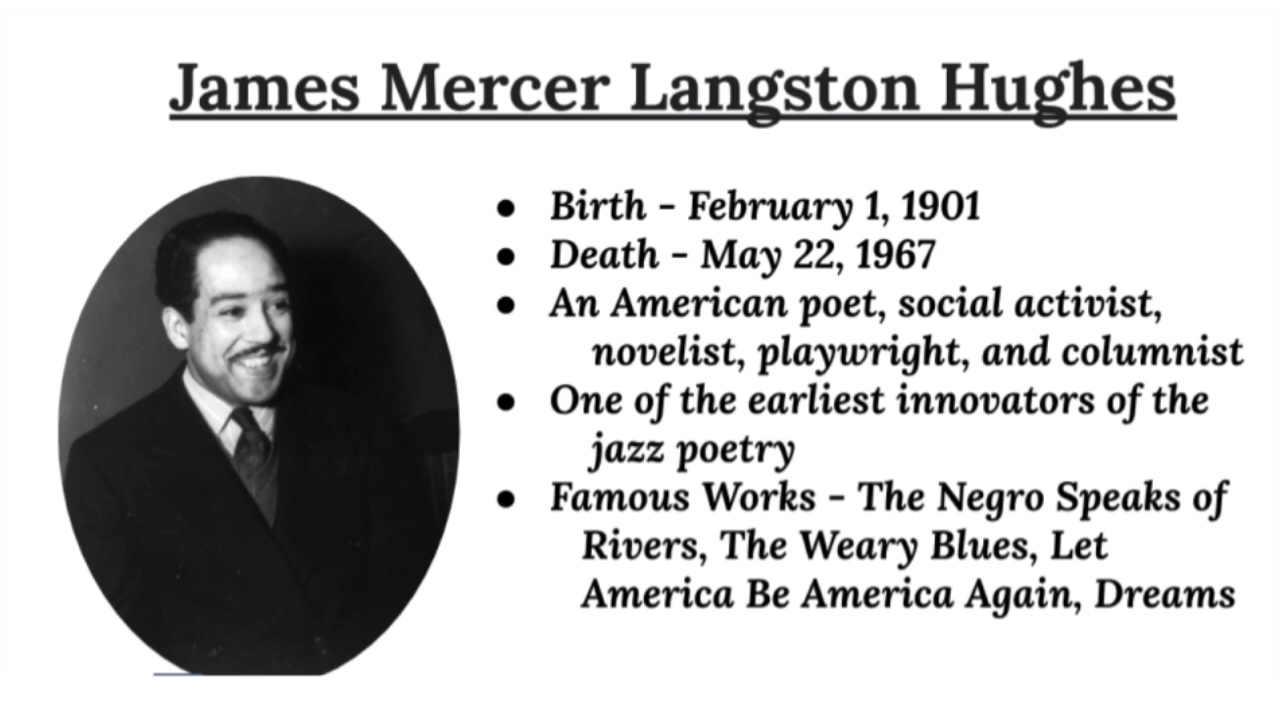 James Mercer Langston Hughes
● Birth - February 1, 1901
● Death - May 22, 1967
● An American poet, social activist,
novelist, playwright, and columnist
● One of the earliest innovators of the
jazz poetry
● Famous Works - The Negro Speaks of
Rivers, The Weary Blues, Let
America Be America Again, Dreams